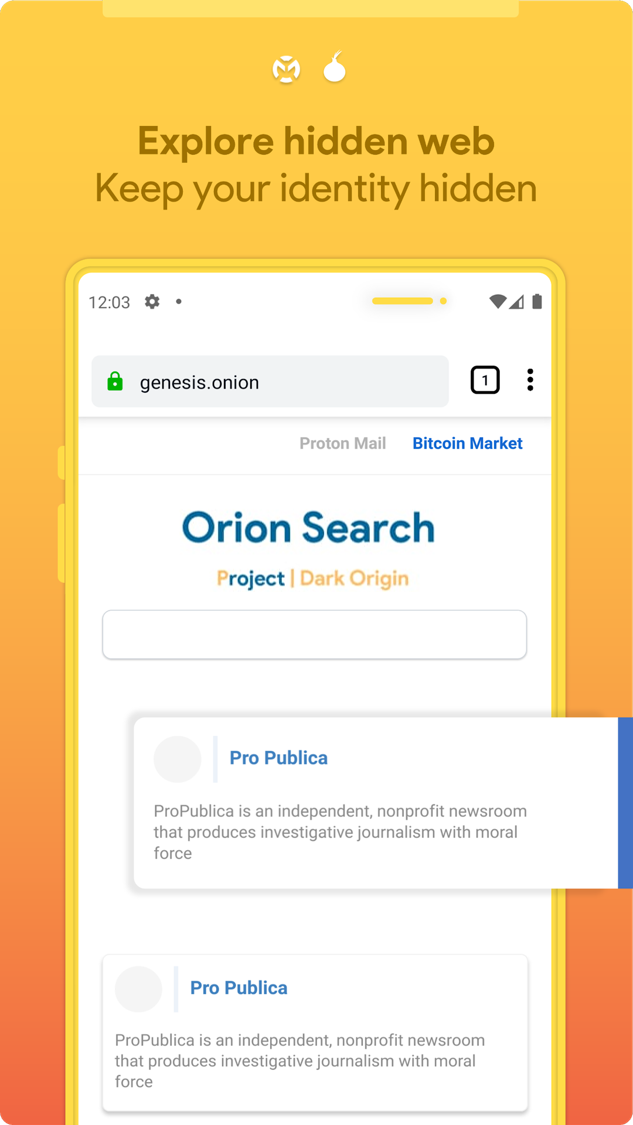 Explore hidden web
Keep your identity hidden
12:03
genesis.onion
1
Proton Mail
Bitcoin Market
Orion Search
Project | Dark Origin
Pro Publica
ProPublica is an independent, nonprofit newsroom
that produces investigative journalism with moral
force
Pro Publica
ProPublica is an independent, nonprofit newsroom
that produces investigative journalism with moral
force